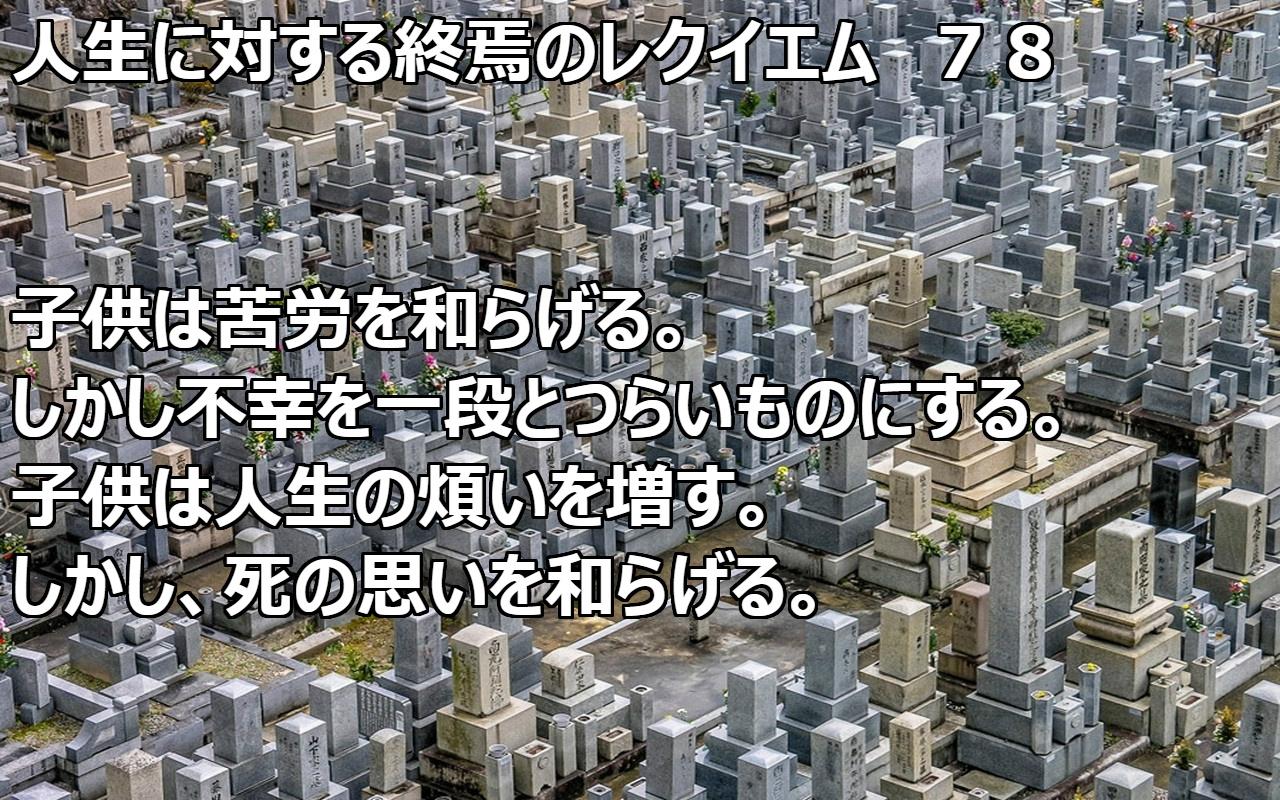 人生に対する終焉のレクイエム　７８
子供は苦労を和らげる。
しかし不幸を一段とつらいものにする。
子供は人生の煩いを増す。
しかし、死の思いを和らげる。